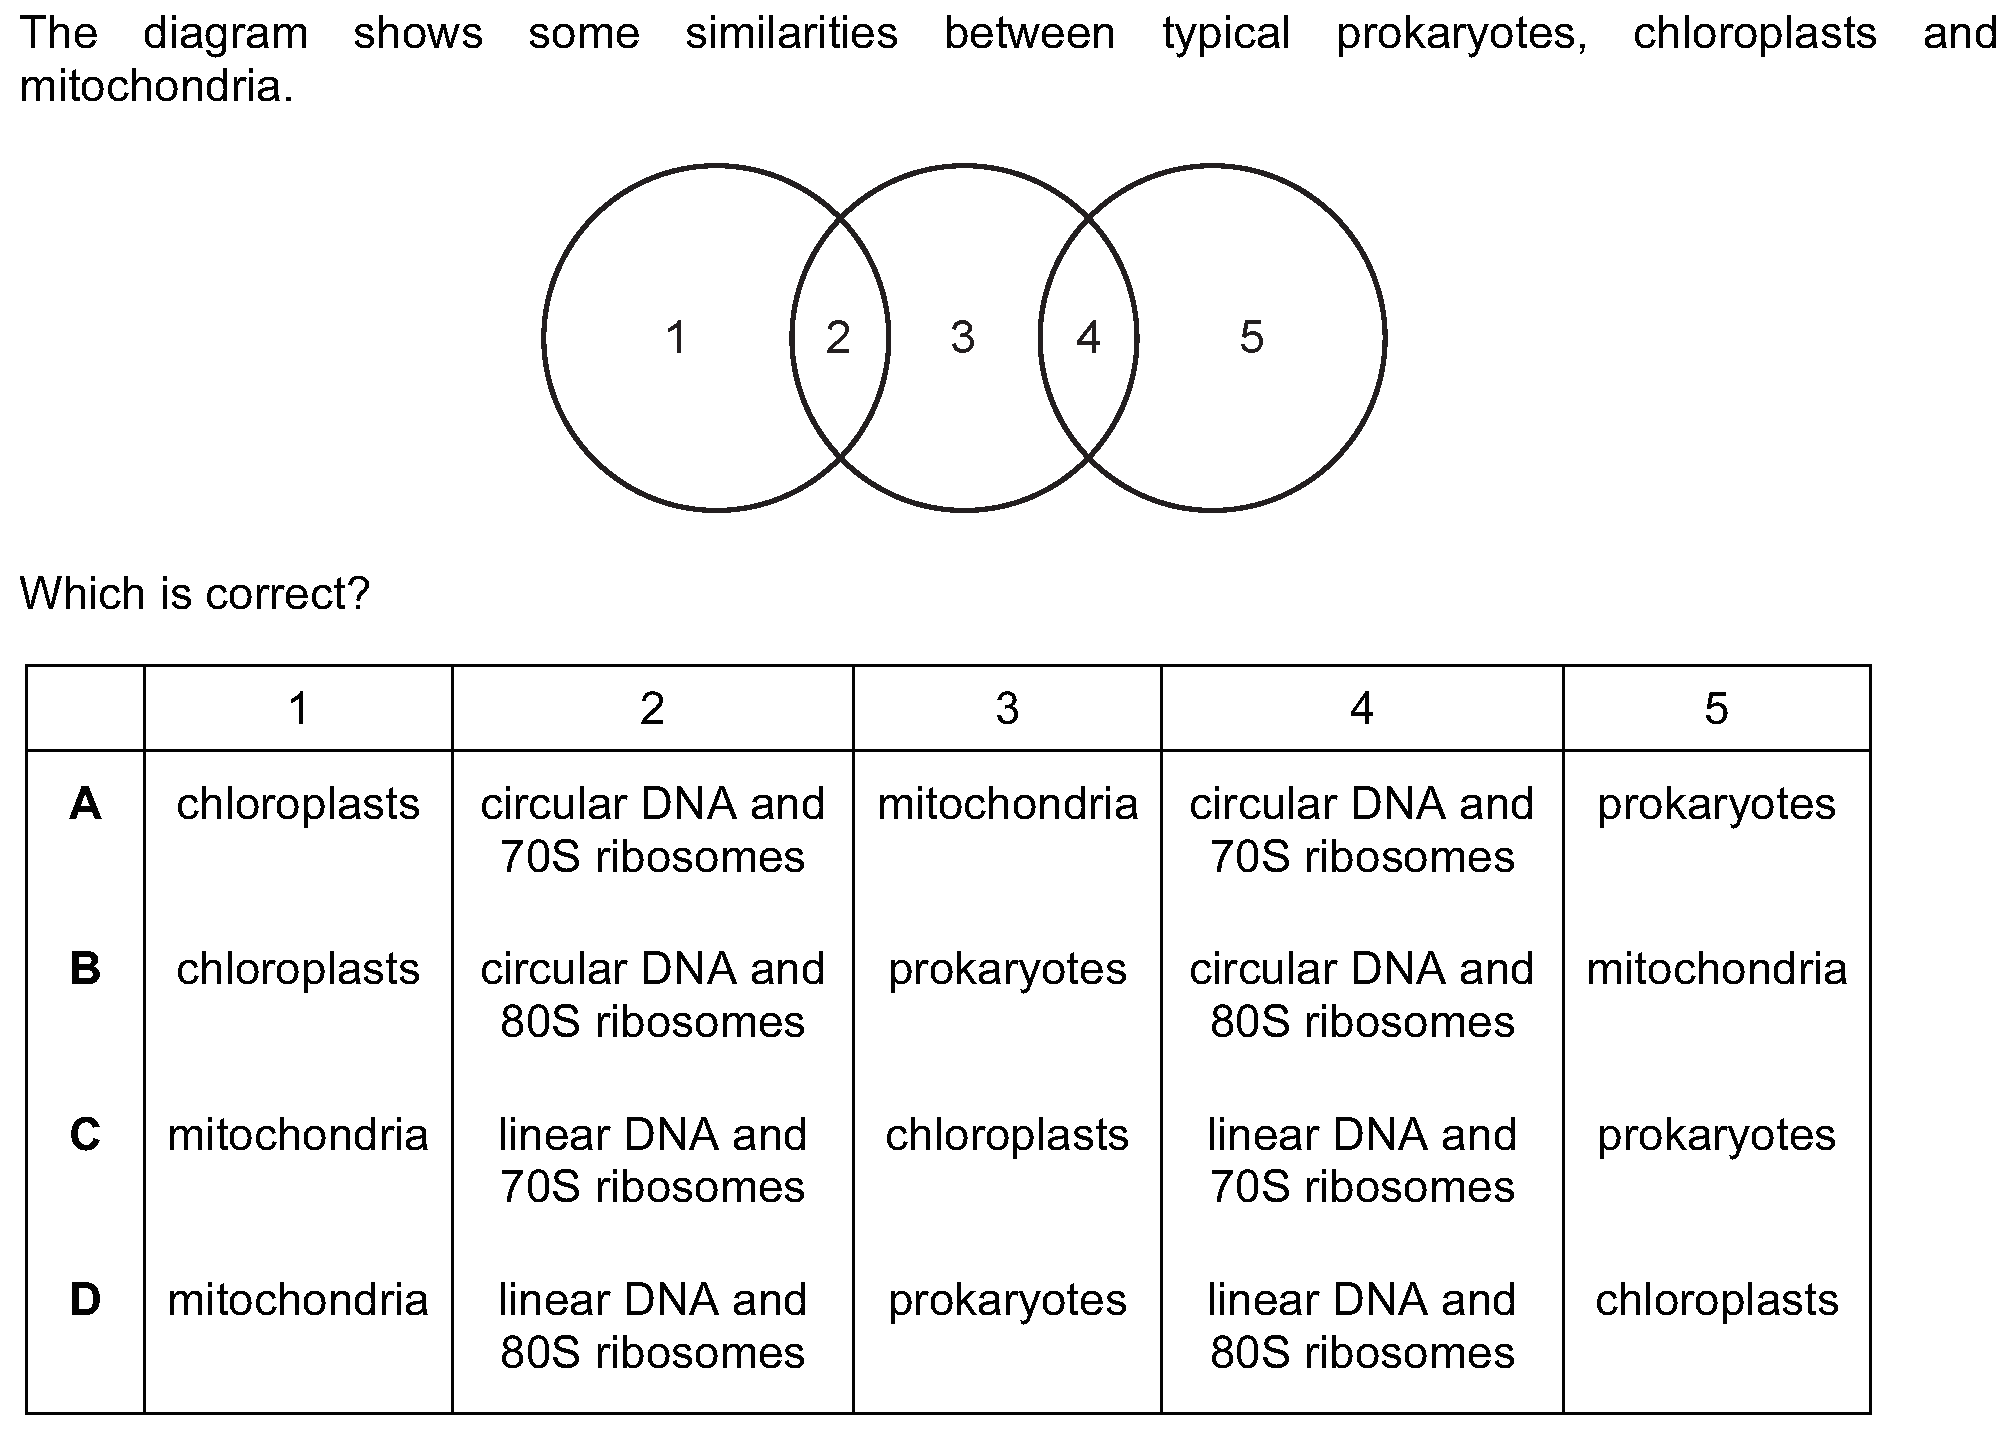 The diagram shows some similarities between typical prokaryotes, chloroplasts and
mitochondria.
1 2 3 4 5
Which is correct?
1 2 3 4 5
A chloroplasts circular DNA and mitochondria circular DNA and prokaryotes
70S ribosomes 70S ribosomes
B chloroplasts circular DNA and prokaryotes circular DNA and mitochondria
80S ribosomes 80S ribosomes
C mitochondria linear DNA and chloroplasts linear DNA and prokaryotes
70S ribosomes 70S ribosomes
D mitochondria linear DNA and prokaryotes linear DNA and chloroplasts
80S ribosomes 80S ribosomes